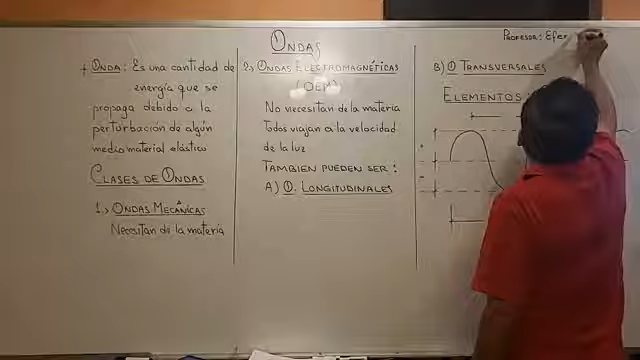 ONDAS
PROFESOR: Efer
+ ONDA: Es una cantidad de
energía que se
propaga debido a la
perturbación de algún
medio material elástico
CLASES DE ONDAS
1.) ONDAS MECÁNICAS
Necesitan de la materia
2.) ONDAS ELECTROMAGNÉTICAS
(OEM)
No necesitan de la materia
Todos viajan a la velocidad
de la luz
TAMBIEN PUEDEN SER:
A) O. LONGITUDINALES
B) O TRANSVERSALES
ELEMENTOS: